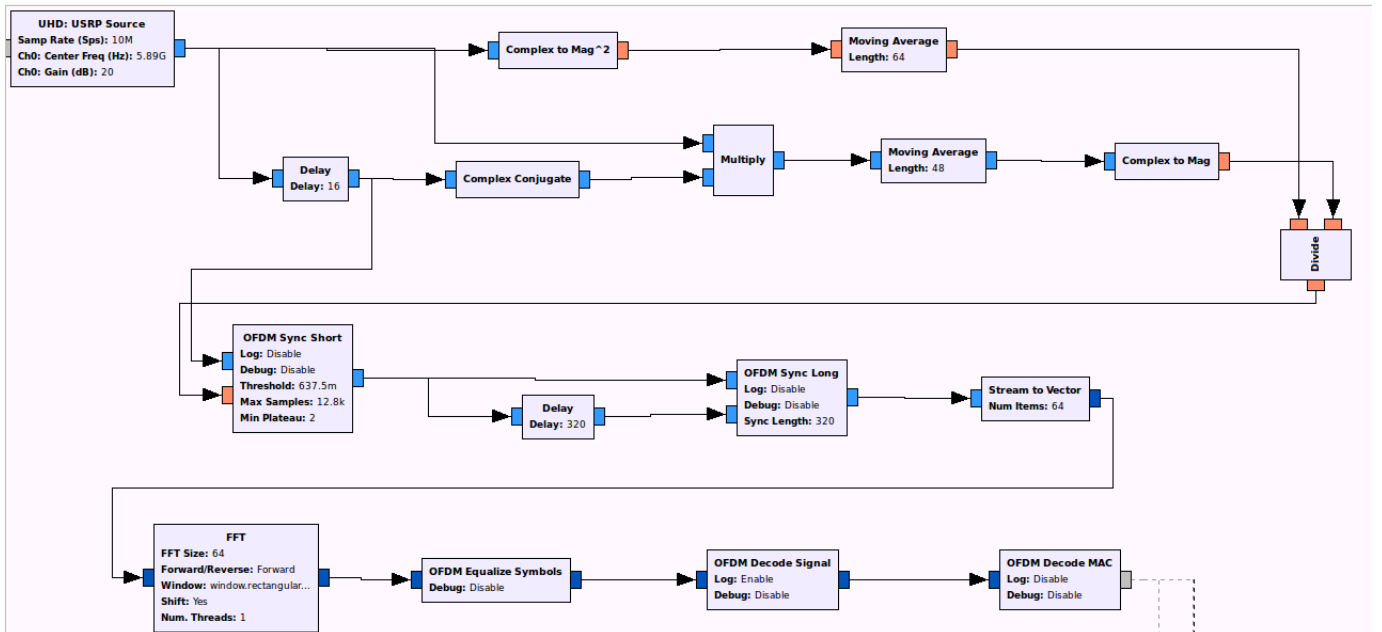 UHD: USRP Source
Samp Rate (Sps): 10M
Ch0: Center Freq (Hz): 5.89G
Ch0: Gain (dB): 20
Complex to Mag^2
Moving Average
Length: 64
Delay
Delay: 16
Complex Conjugate
Multiply
Moving Average
Length: 48
Complex to Mag
Divide
OFDM Sync Short
Log: Disable
Debug: Disable
Threshold: 637.5m
Max Samples: 12.8k
Min Plateau: 2
Delay
Delay: 320
OFDM Sync Long
Log: Disable
Debug: Disable
Sync Length: 320
Stream to Vector
Num Items: 64
FFT
FFT Size: 64
Forward/Reverse: Forward
Window: window.rectangular...
Shift: Yes
Num. Threads: 1
OFDM Equalize Symbols
Debug: Disable
OFDM Decode Signal
Log: Enable
Debug: Disable
OFDM Decode MAC
Log: Disable
Debug: Disable